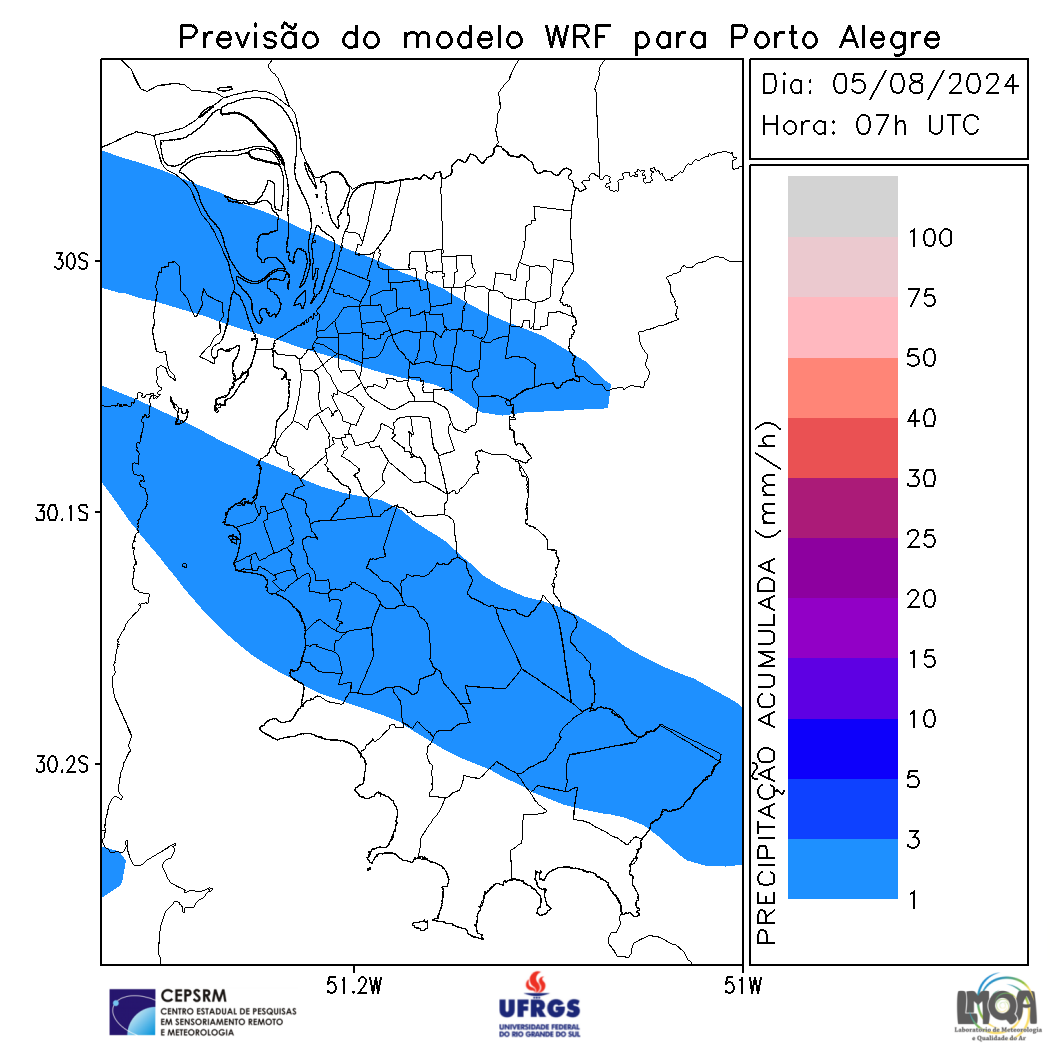 Previsão do modelo WRF para Porto Alegre
Dia: 05/08/2024
Hora: 07h UTC
30S
30.1S
30.2S
51.2W
51W
PRECIPITAÇÃO ACUMULADA (mm/h)
100
75
50
40
30
25
20
15
10
5
3
1
CEPSRM
CENTRO ESTADUAL DE PESQUISAS
EM SENSORIAMENTO REMOTO
E METEOROLOGIA
UFRGS
UNIVERSIDADE FEDERAL
DO RIO GRANDE DO SUL
LMQA
Laboratório de Meteorologia
e Qualidade do Ar